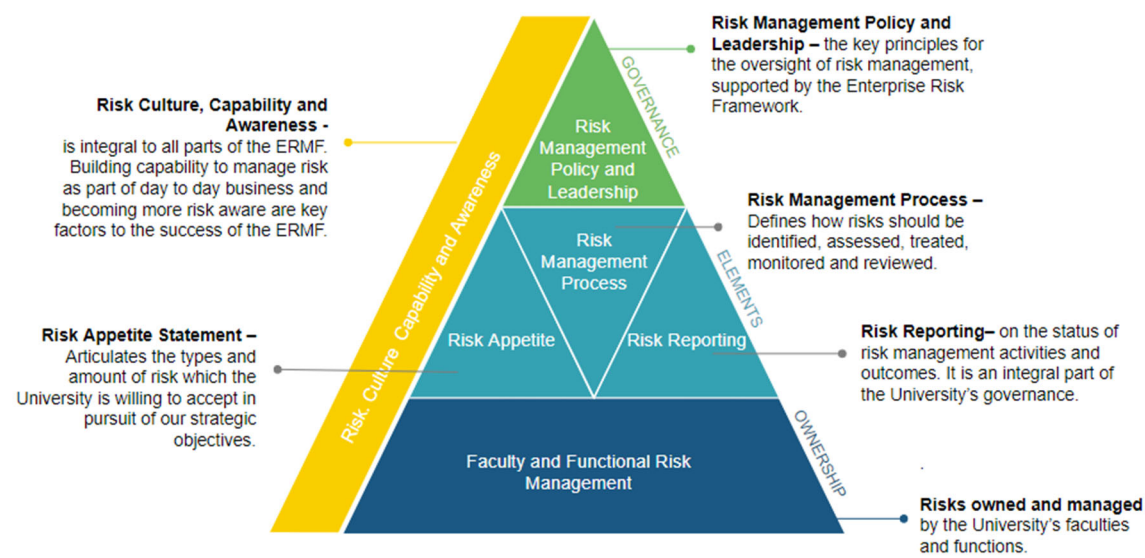 Risk Management Policy and
Leadership – the key principles for
the oversight of risk management,
supported by the Enterprise Risk
Framework.
Risk Culture, Capability and
Awareness -
is integral to all parts of the ERMF.
Building capability to manage risk
as part of day to day business and
becoming more risk aware are key
factors to the success of the ERMF.
GOVERNANCE
Risk
Management
Policy and
Leadership
Risk. Culture Capability and Awareness
Risk Management Process –
Defines how risks should be
identified, assessed, treated,
monitored and reviewed.
Risk
Management
Process
ELEMENTS
Risk Appetite Statement –
Articulates the types and
amount of risk which the
University is willing to accept in
pursuit of our strategic
objectives.
Risk Appetite
Risk Reporting
Risk Reporting– on the status of
risk management activities and
outcomes. It is an integral part of
the University's governance.
OWNERSHIP
Faculty and Functional Risk
Management
.
Risks owned and managed
by the University's faculties
and functions.